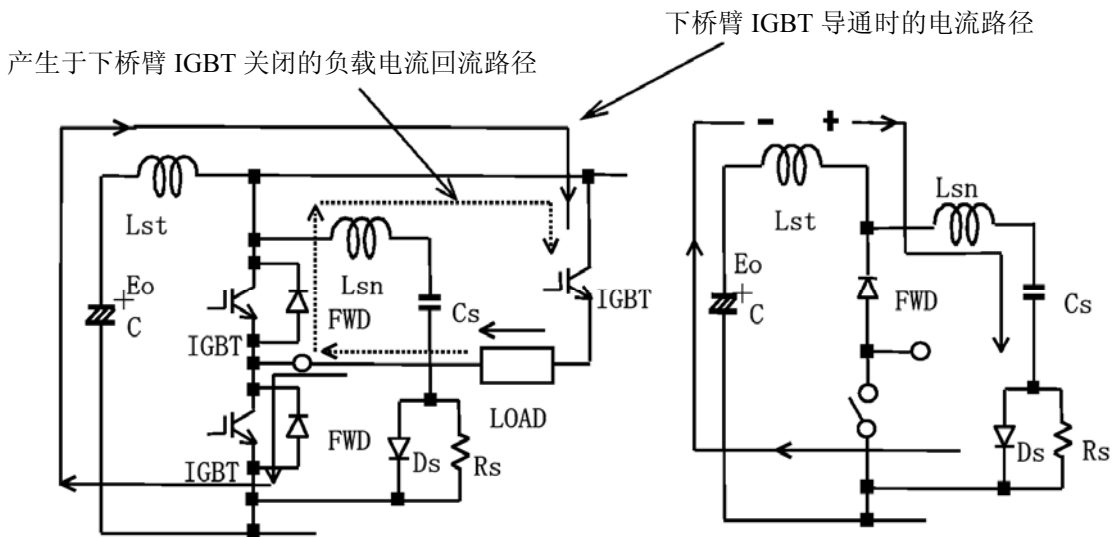 下桥臂 IGBT 导通时的电流路径
产生于下桥臂 IGBT 关闭的负载电流回流路径
- +
Lst
Lsn
Eo
+
C
IGBT
FWD
Cs
IGBT
LOAD
IGBT
FWD
Ds
Rs
Lst
Lsn
Eo
+
C
FWD
Cs
Ds
Rs